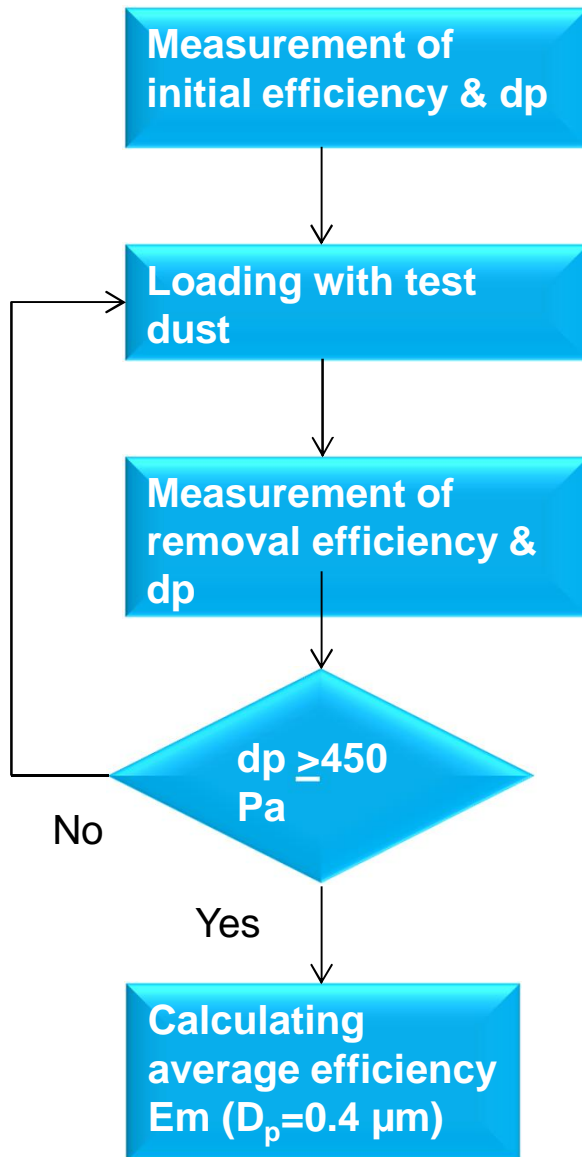 Measurement of
initial efficiency & dp
Loading with test
dust
Measurement of
removal efficiency &
dp
dp ≥450
Pa
No
Yes
Calculating
average efficiency
Em (Dₚ=0.4 µm)